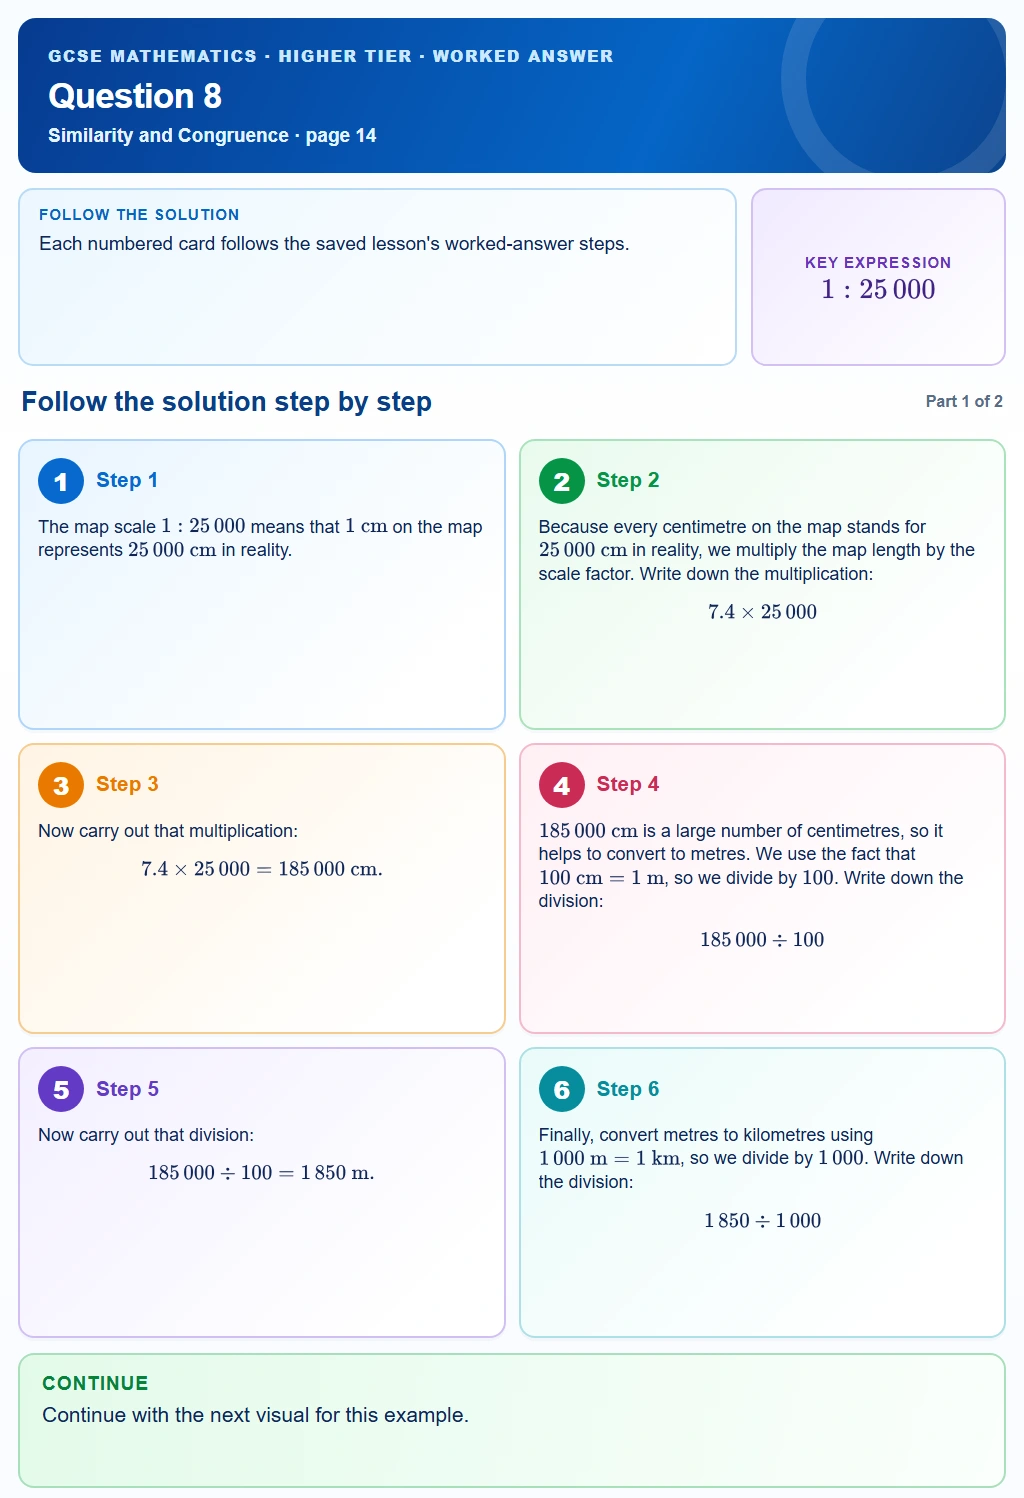 GCSE MATHEMATICS · HIGHER TIER · WORKED ANSWER
Question 8
Similarity and Congruence · page 14
FOLLOW THE SOLUTION
Each numbered card follows the saved lesson's worked-answer steps.
KEY EXPRESSION
1 : 25 000
Follow the solution step by step
Part 1 of 2
1 Step 1
The map scale 1 : 25 000 means that 1 cm on the map
represents 25 000 cm in reality.
2 Step 2
Because every centimetre on the map stands for
25 000 cm in reality, we multiply the map length by the
scale factor. Write down the multiplication:
7.4 × 25 000
3 Step 3
Now carry out that multiplication:
7.4 × 25 000 = 185 000 cm.
4 Step 4
185 000 cm is a large number of centimetres, so it
helps to convert to metres. We use the fact that
100 cm = 1 m, so we divide by 100. Write down the
division:
185 000 ÷ 100
5 Step 5
Now carry out that division:
185 000 ÷ 100 = 1 850 m.
6 Step 6
Finally, convert metres to kilometres using
1 000 m = 1 km, so we divide by 1 000. Write down
the division:
1 850 ÷ 1 000
CONTINUE
Continue with the next visual for this example.